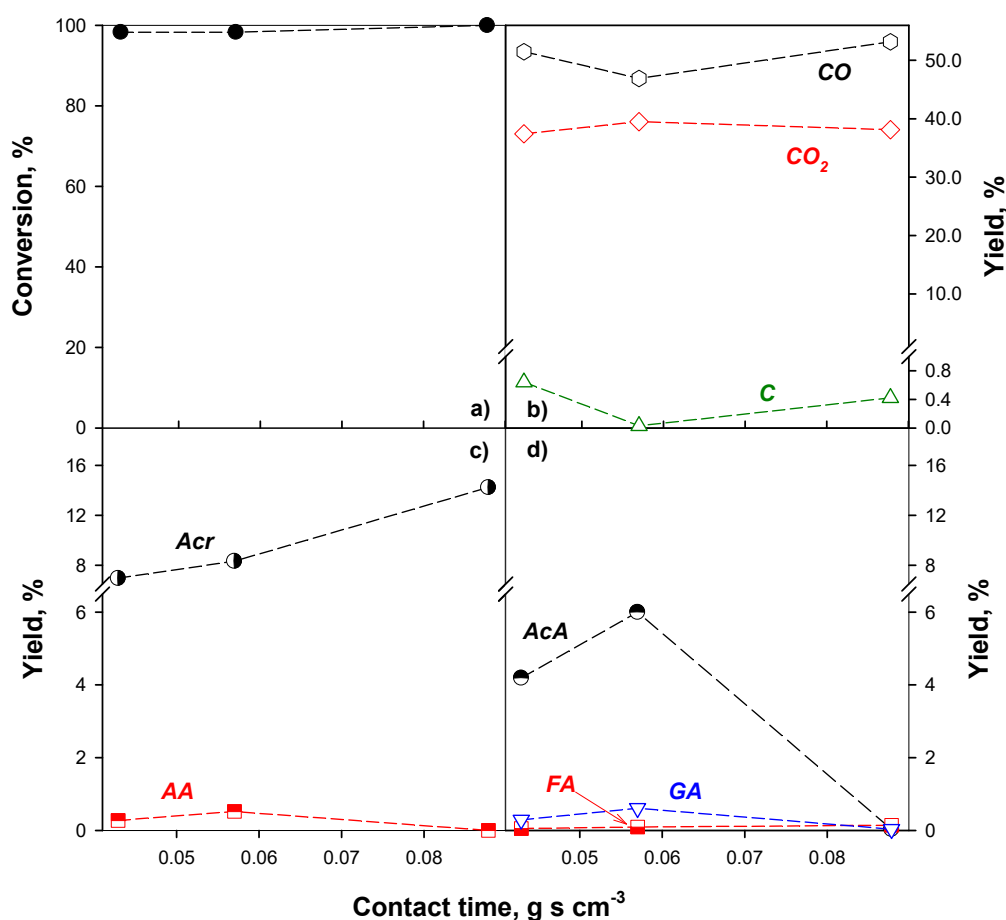 100
80
60
40
20
0
Conversion, %
a)
b)
CO
CO₂
C
50.0
40.0
30.0
20.0
10.0
0.8
0.4
0.0
Yield, %
c)
d)
16
12
8
6
4
2
0
Yield, %
Acr
AA
AcA
FA
GA
16
12
8
6
4
2
0
Yield, %
0.05 0.06 0.07 0.08
0.05 0.06 0.07 0.08
Contact time, g s cm⁻³